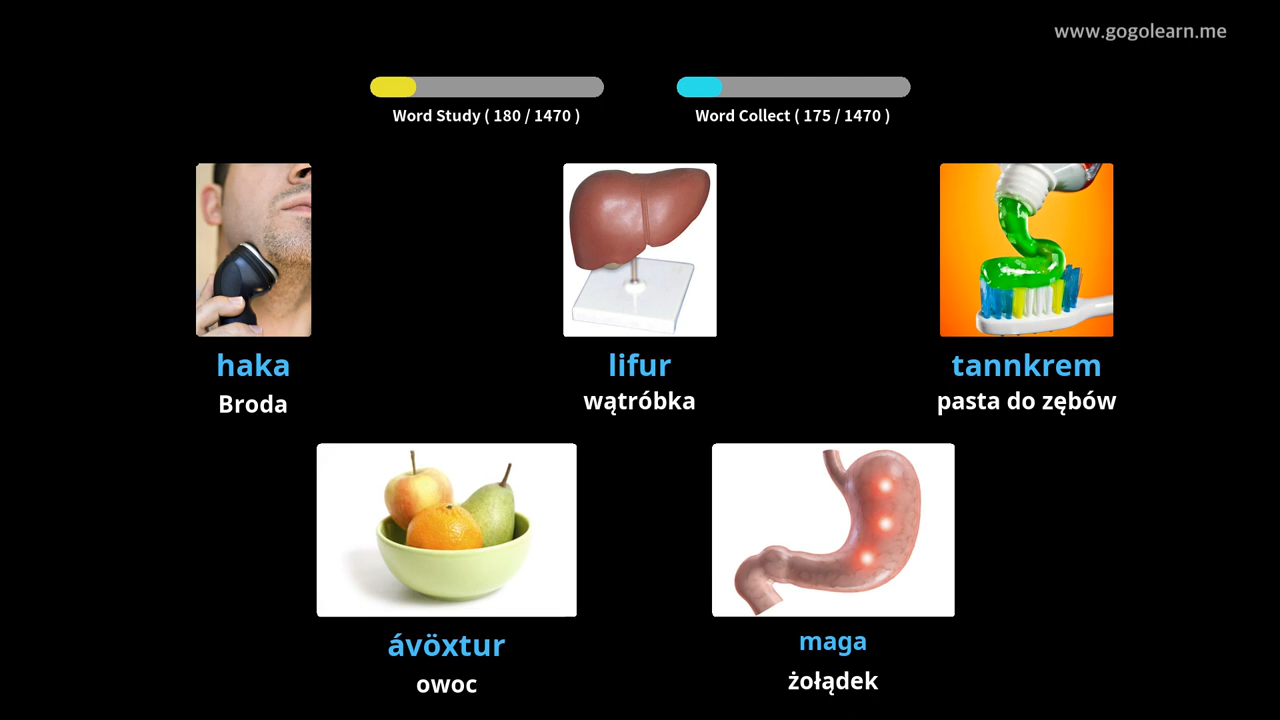 www.gogolearn.me
Word Study ( 180 / 1470 )
Word Collect ( 175 / 1470 )
haka
Broda
lifur
wątróbka
tannkrem
pasta do zębów
ávöxtur
owoc
maga
żołądek